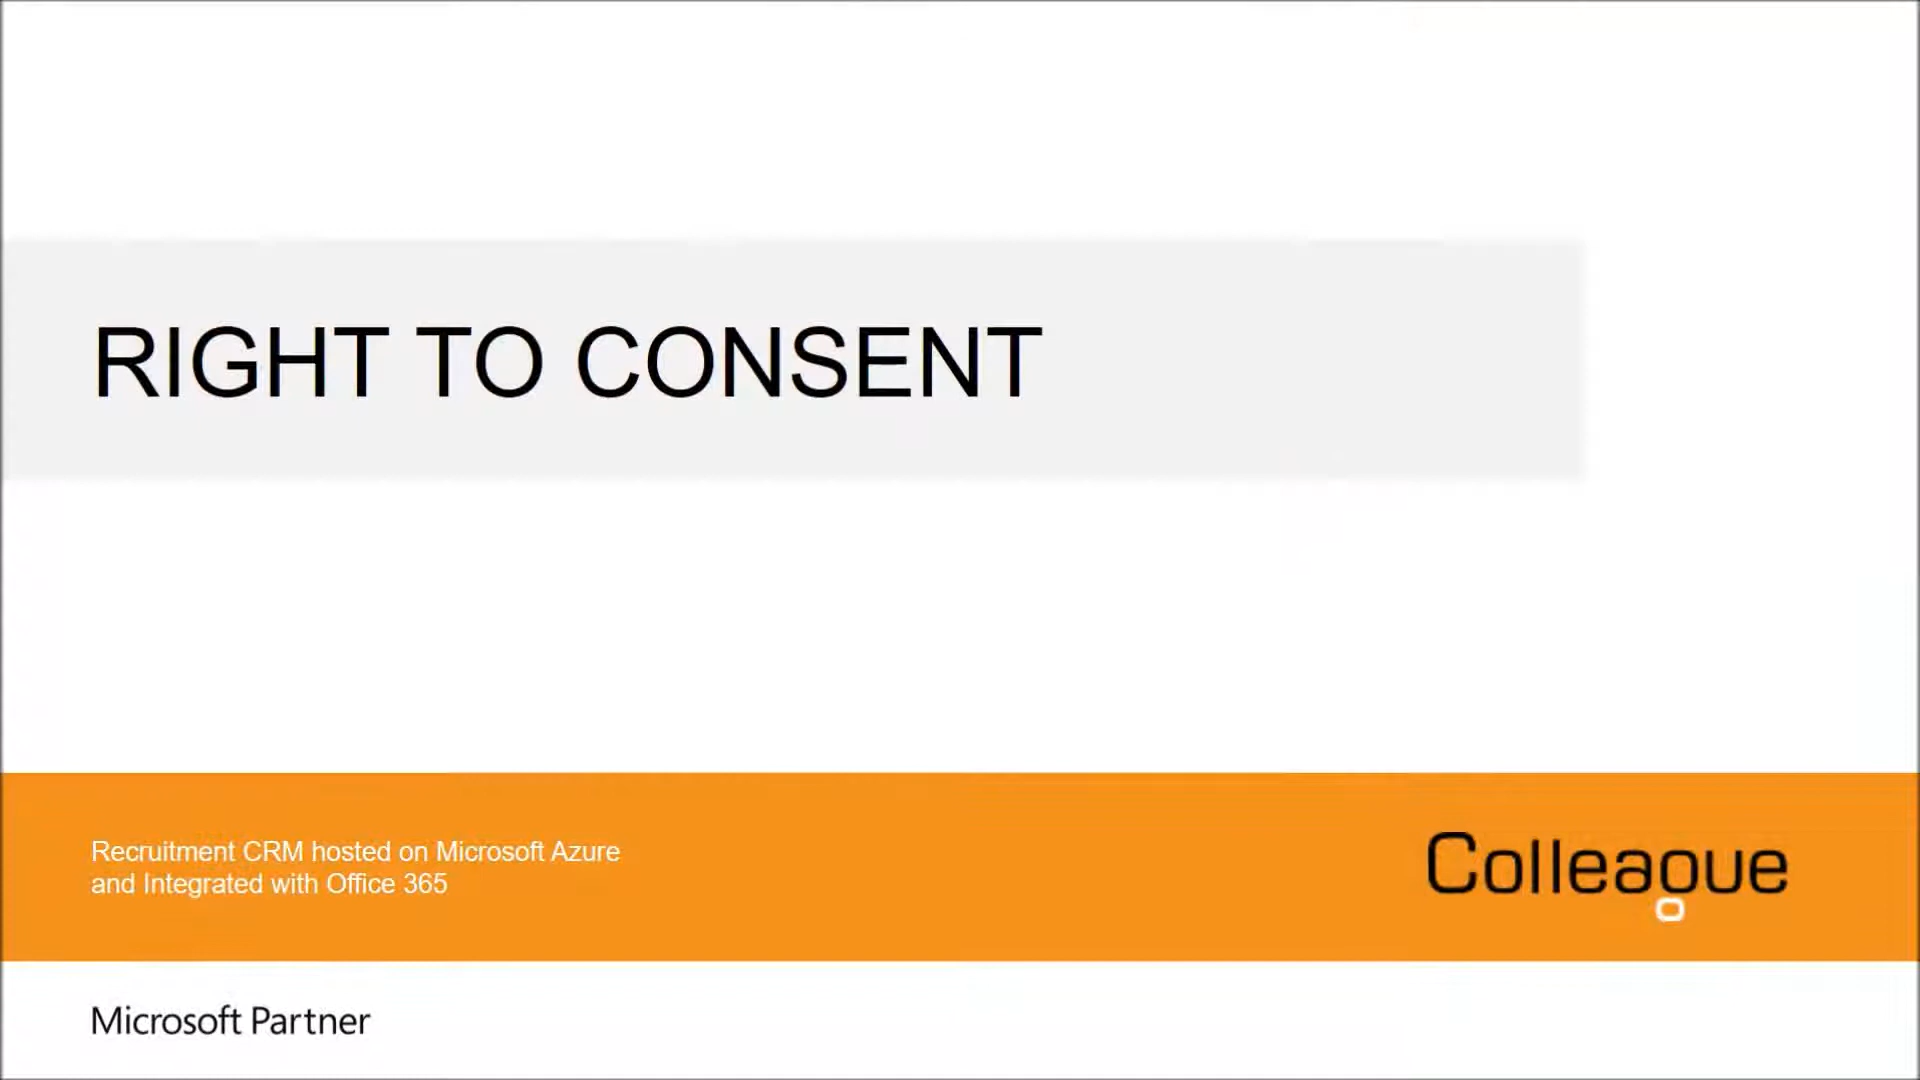 RIGHT TO CONSENT
Recruitment CRM hosted on Microsoft Azure
and Integrated with Office 365
Colleague
Microsoft Partner